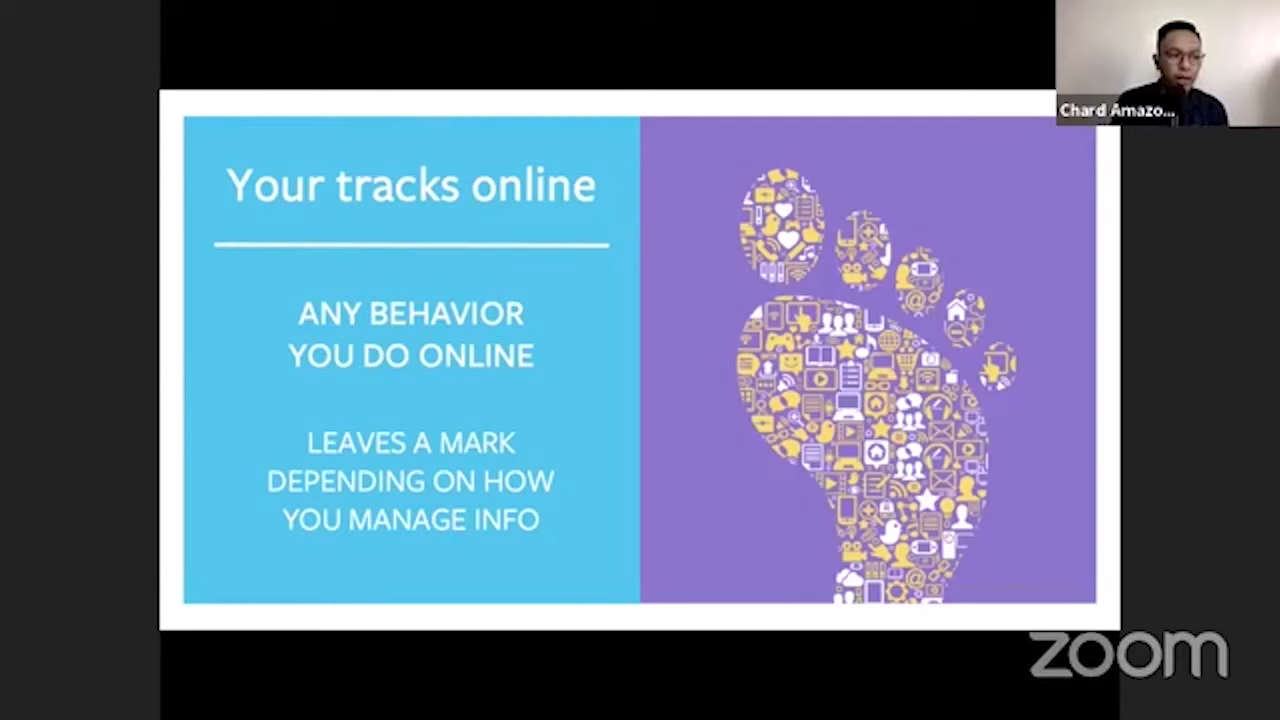 Chard Amazo...
Your tracks online
ANY BEHAVIOR
YOU DO ONLINE
LEAVES A MARK
DEPENDING ON HOW
YOU MANAGE INFO
zoom